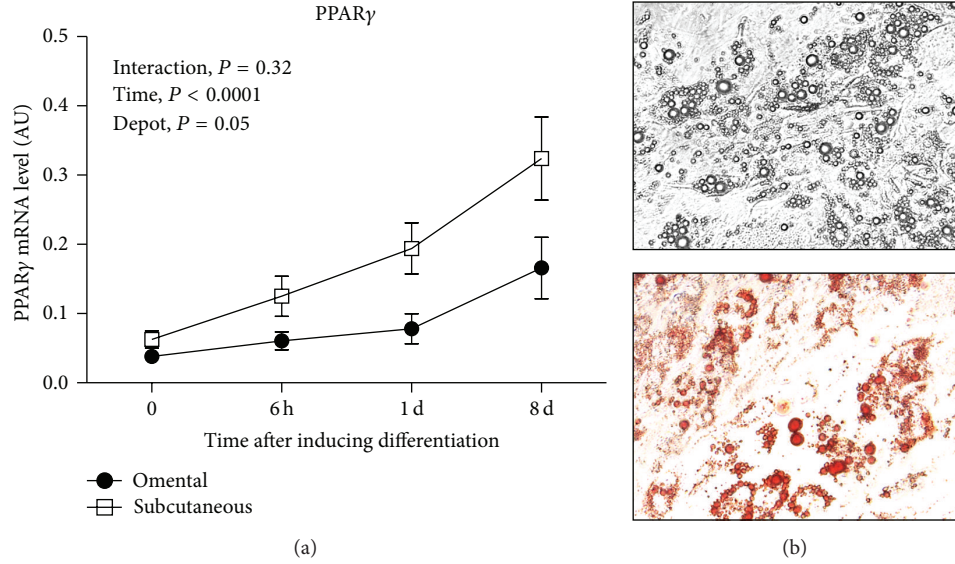 PPARγ
0.5
0.4
0.3
0.2
0.1
0.0
PPARγ mRNA level (AU)
Interaction, P = 0.32
Time, P < 0.0001
Depot, P = 0.05
0 6 h 1 d 8 d
Time after inducing differentiation
Omental
Subcutaneous
(a)
(b)